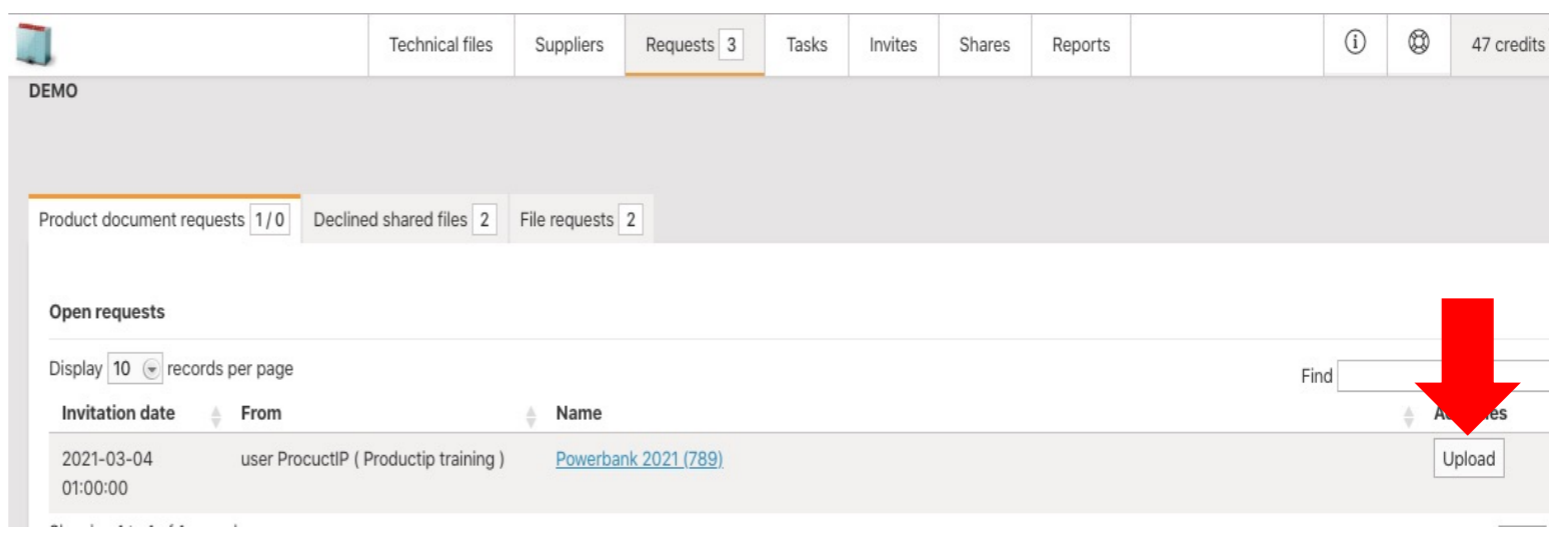 Technical files Suppliers Requests 3 Tasks Invites Shares Reports 47 credits
DEMO
Product document requests 1 / 0 Declined shared files 2 File requests 2
Open requests
Display 10 records per page
Find
Invitation date From Name
2021-03-04 user ProcuctIP ( Productip training ) Powerbank 2021 (789) Upload
01:00:00